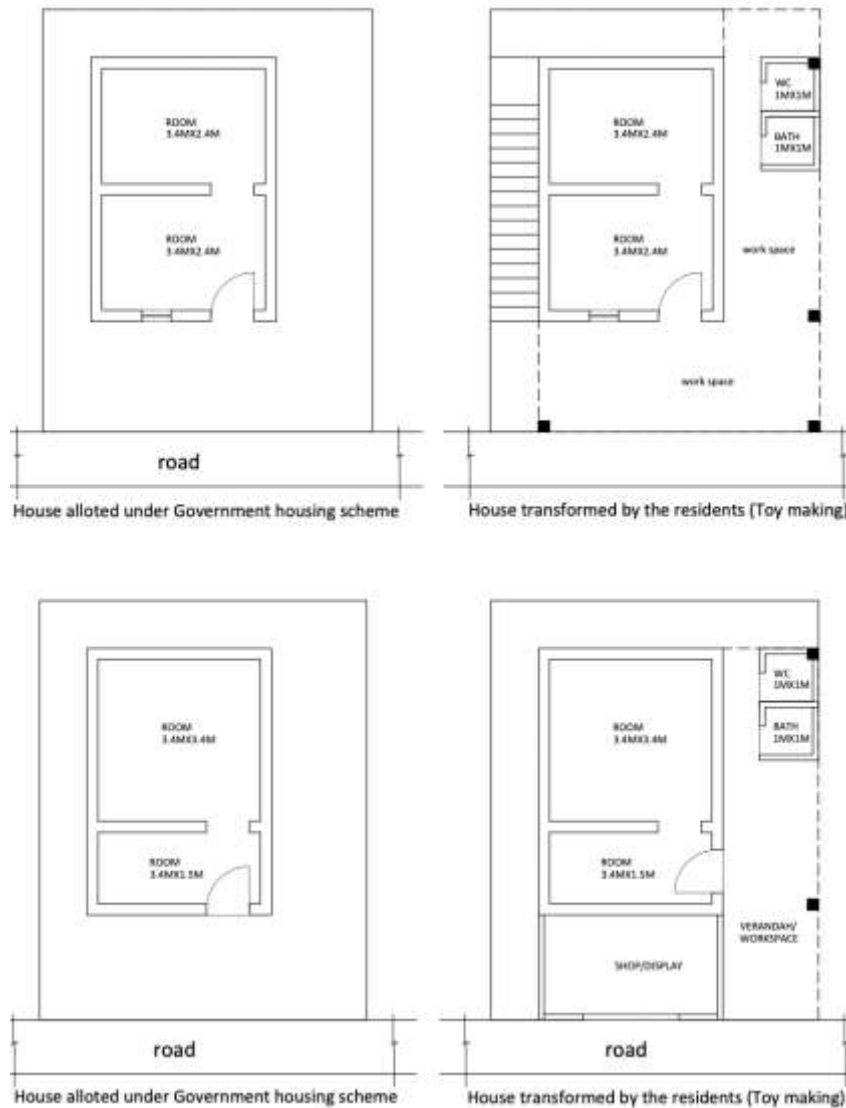 ROOM
3.4MX2.4M
ROOM
3.4MX2.4M
road
House alloted under Government housing scheme
ROOM
3.4MX2.4M
WC
1MX1M
BATH
1MX1M
ROOM
3.4MX2.4M
work space
work space
House transformed by the residents (Toy making)
ROOM
3.4MX3.4M
ROOM
3.4MX1.5M
road
House alloted under Government housing scheme
WC
1MX1M
ROOM
3.4MX3.4M
BATH
1MX1M
ROOM
3.4MX1.5M
VERANDAH/
WORKSPACE
SHOP/DISPLAY
road
House transformed by the residents (Toy making)